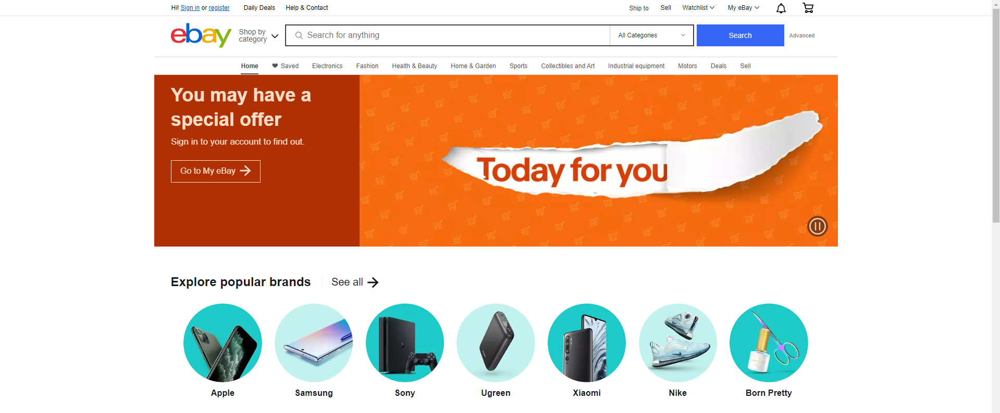 Hi! Sign in or register Daily Deals Help & Contact Ship to Sell Watchlist My eBay
ebay Shop by category Search for anything All Categories Search Advanced
Home Saved Electronics Fashion Health & Beauty Home & Garden Sports Collectibles and Art Industrial equipment Motors Deals Sell
You may have a
special offer
Sign in to your account to find out.
Go to My eBay
Today for you
Explore popular brands See all
Apple Samsung Sony Ugreen Xiaomi Nike Born Pretty